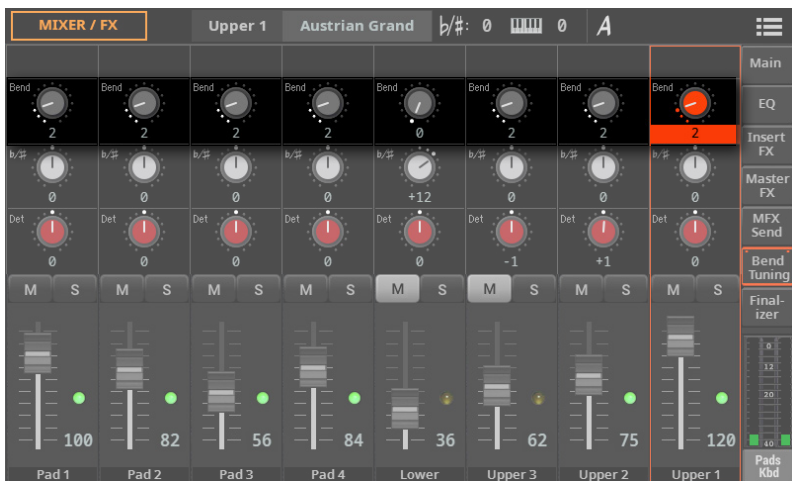 MIXER / FX Upper 1 Austrian Grand ♭/#: 0 0 A
Main
Bend Bend Bend Bend Bend Bend Bend Bend
2 2 2 2 0 2 2 2
EQ
♭/# ♭/# ♭/# ♭/# ♭/# ♭/# ♭/# ♭/#
0 0 0 0 +12 0 0 0
Insert
FX
Master
FX
Det Det Det Det Det Det Det Det
0 0 0 0 0 -1 +1 0
MFX
Send
Bend
Tuning
M S M S M S M S M S M S M S M S
Final-
izer
0
12
20
40
100 82 56 84 36 62 75 120
Pad 1 Pad 2 Pad 3 Pad 4 Lower Upper 3 Upper 2 Upper 1
Pads
Kbd